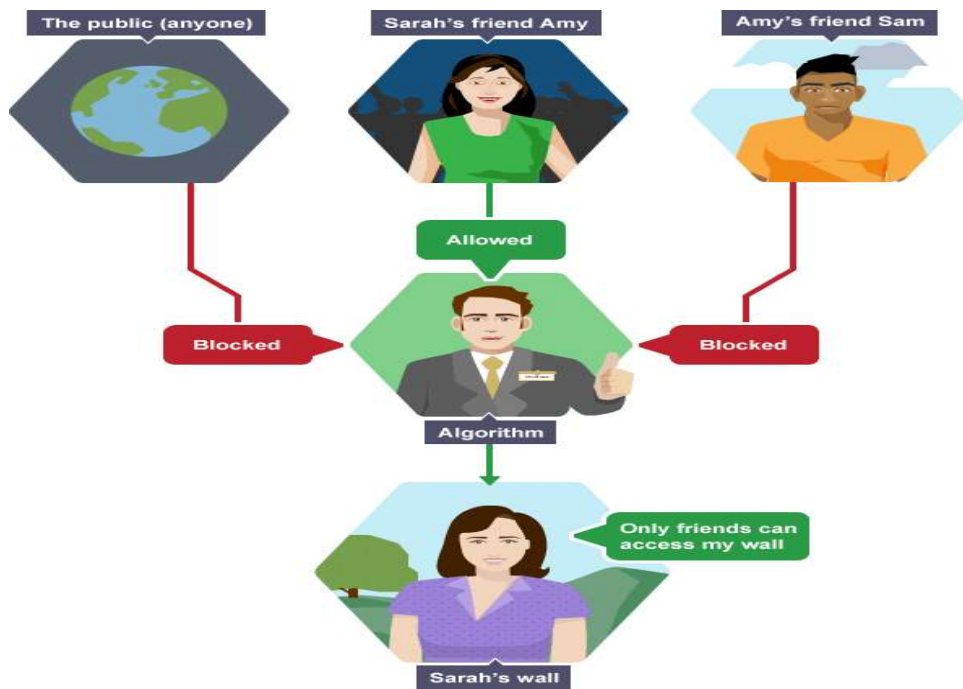 The public (anyone)
Sarah's friend Amy
Amy's friend Sam
Allowed
Blocked
Blocked
Algorithm
Only friends can
access my wall
Sarah's wall